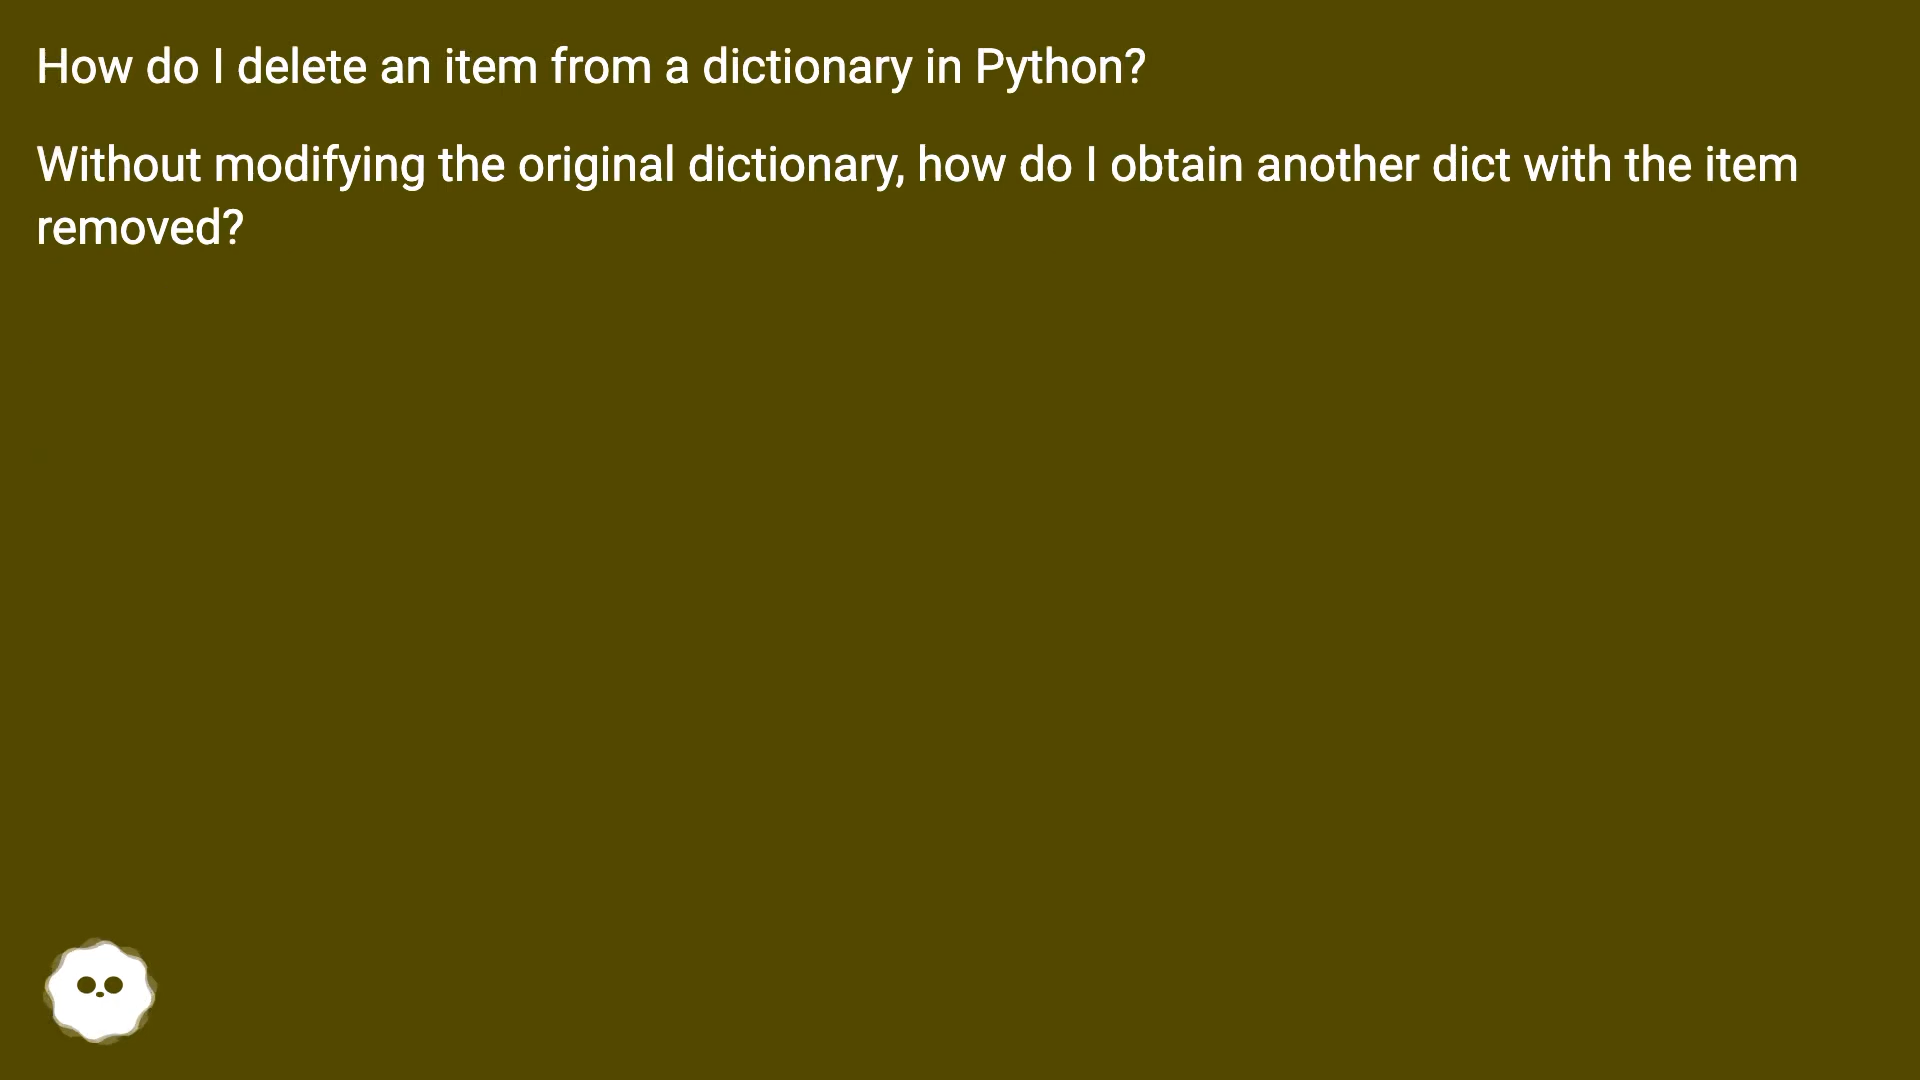 How do I delete an item from a dictionary in Python?
Without modifying the original dictionary, how do I obtain another dict with the item
removed?